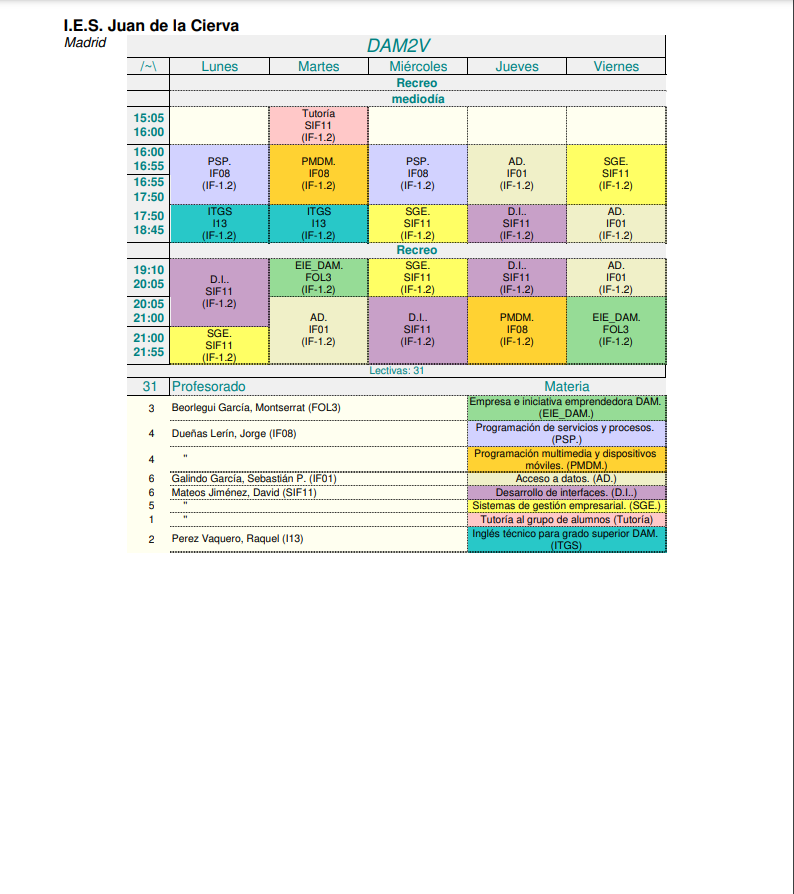 I.E.S. Juan de la Cierva
Madrid
DAM2V
/~\ Lunes Martes Miércoles Jueves Viernes
Recreo
mediodía
15:05
16:00
Tutoría
SIF11
(IF-1.2)
16:00
16:55
16:55
17:50
PSP.
IF08
(IF-1.2)
PMDM.
IF08
(IF-1.2)
PSP.
IF08
(IF-1.2)
AD.
IF01
(IF-1.2)
SGE.
SIF11
(IF-1.2)
17:50
18:45
ITGS
I13
(IF-1.2)
ITGS
I13
(IF-1.2)
SGE.
SIF11
(IF-1.2)
D.I..
SIF11
(IF-1.2)
AD.
IF01
(IF-1.2)
Recreo
19:10
20:05
D.I..
SIF11
(IF-1.2)
EIE_DAM.
FOL3
(IF-1.2)
SGE.
SIF11
(IF-1.2)
D.I..
SIF11
(IF-1.2)
AD.
IF01
(IF-1.2)
20:05
21:00
21:00
21:55
SGE.
SIF11
(IF-1.2)
AD.
IF01
(IF-1.2)
D.I..
SIF11
(IF-1.2)
PMDM.
IF08
(IF-1.2)
EIE_DAM.
FOL3
(IF-1.2)
Lectivas: 31
31 Profesorado Materia
3 Beorlegui García, Montserrat (FOL3) Empresa e iniciativa emprendedora DAM.
(EIE_DAM.)
4 Dueñas Lerín, Jorge (IF08) Programación de servicios y procesos.
(PSP.)
4 " Programación multimedia y dispositivos
móviles. (PMDM.)
6 Galindo García, Sebastián P. (IF01) Acceso a datos. (AD.)
6 Mateos Jiménez, David (SIF11) Desarrollo de interfaces. (D.I..)
5 " Sistemas de gestión empresarial. (SGE.)
1 " Tutoría al grupo de alumnos (Tutoría)
2 Perez Vaquero, Raquel (I13) Inglés técnico para grado superior DAM.
(ITGS)